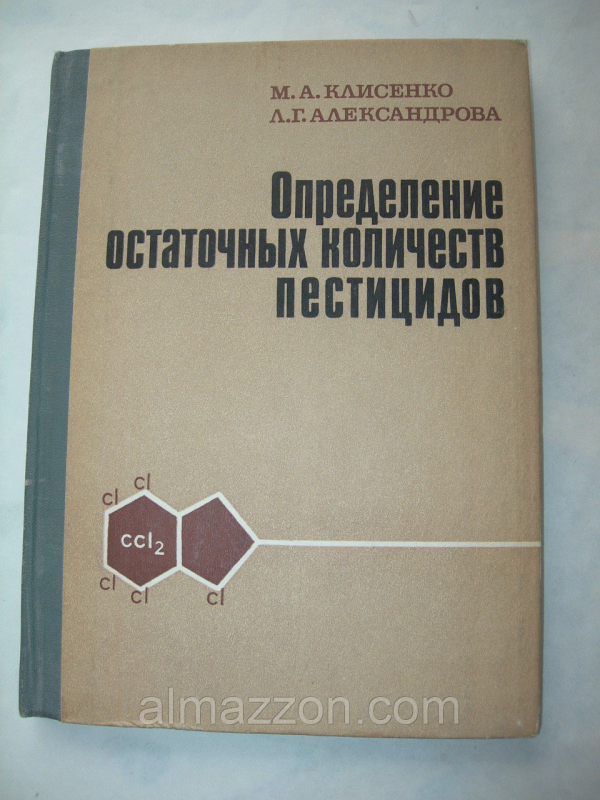 М. А. КЛИСЕНКО
Л. Г. АЛЕКСАНДРОВА
Определение
остаточных количеств
пестицидов
cl
cl
ccl2
cl
cl
cl
almazzon.com